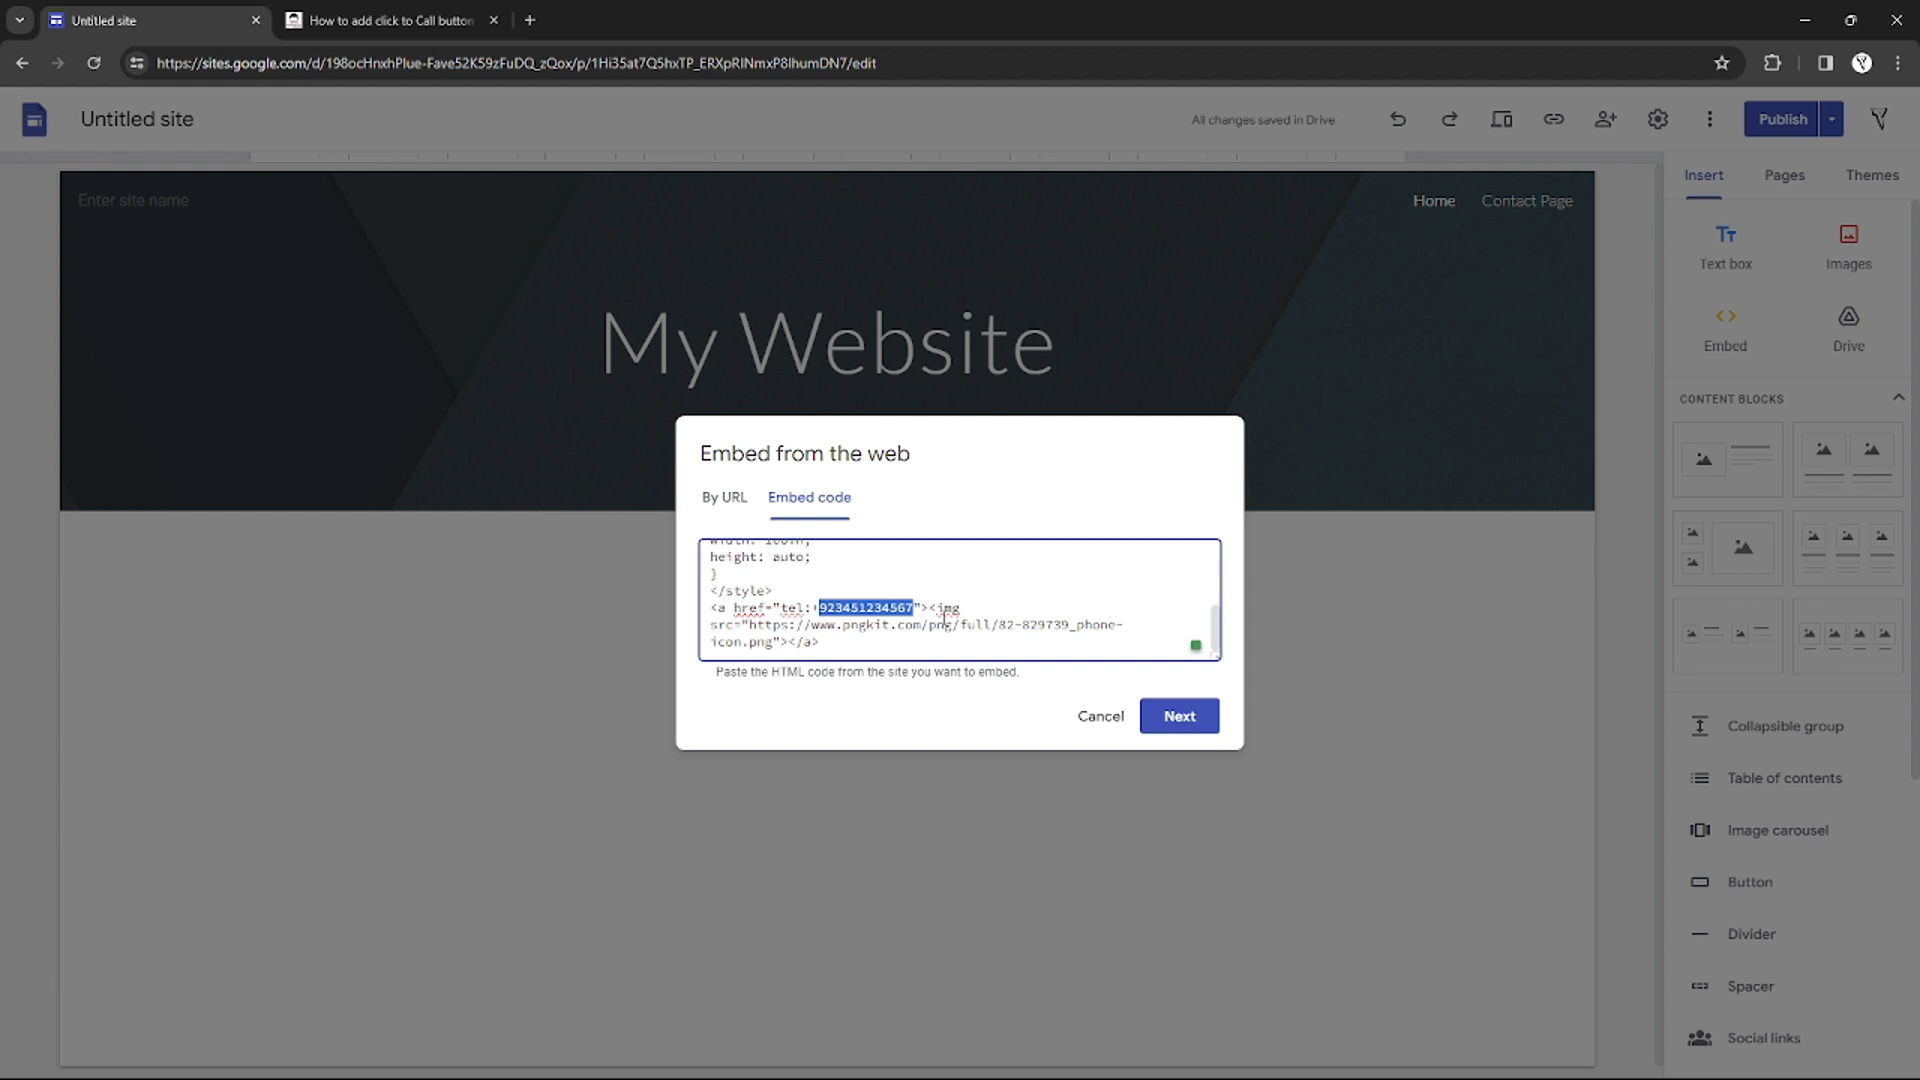 Untitled site
How to add click to Call button
https://sites.google.com/d/198ocHnxhPlue-Fave52K59zFuDQ_zQox/p/1Hi35at7Q5hxTP_ERXpRlNmxP8lhumDN7/edit
Untitled site
All changes saved in Drive
Publish
Insert
Pages
Themes
Enter site name
Home
Contact Page
My Website
Text box
Images
Embed
Drive
CONTENT BLOCKS
Embed from the web
By URL
Embed code
height: auto;
}
</style>
<a href="tel:+923451234567"><img
src="https://www.pngkit.com/png/full/82-829739_phone-
icon.png"></a>
Paste the HTML code from the site you want to embed.
Cancel
Next
Collapsible group
Table of contents
Image carousel
Button
Divider
Spacer
Social links